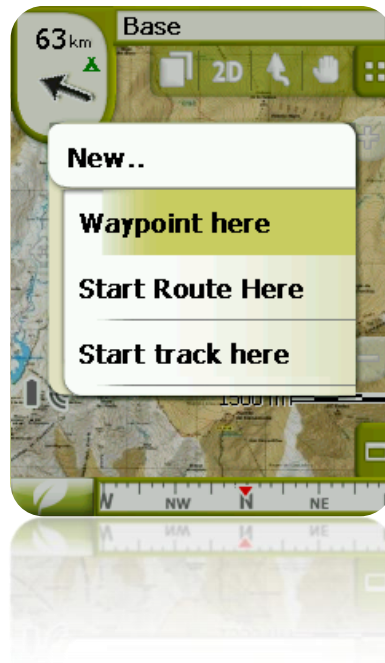 63km
Base
2D
New..
Waypoint here
Start Route Here
Start track here
W NW N NE